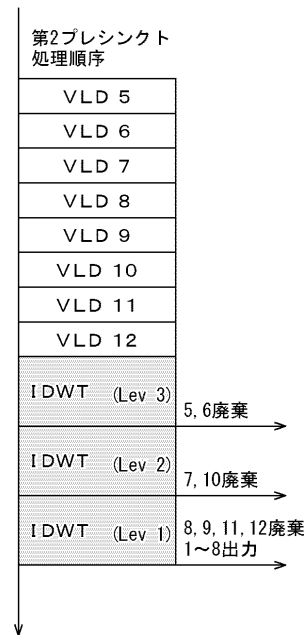 第2プレシンクト
処理順序
VLD 5
VLD 6
VLD 7
VLD 8
VLD 9
VLD 10
VLD 11
VLD 12
IDWT (Lev 3)
5, 6廃棄
IDWT (Lev 2)
7, 10廃棄
IDWT (Lev 1)
8, 9, 11, 12廃棄
1~8出力